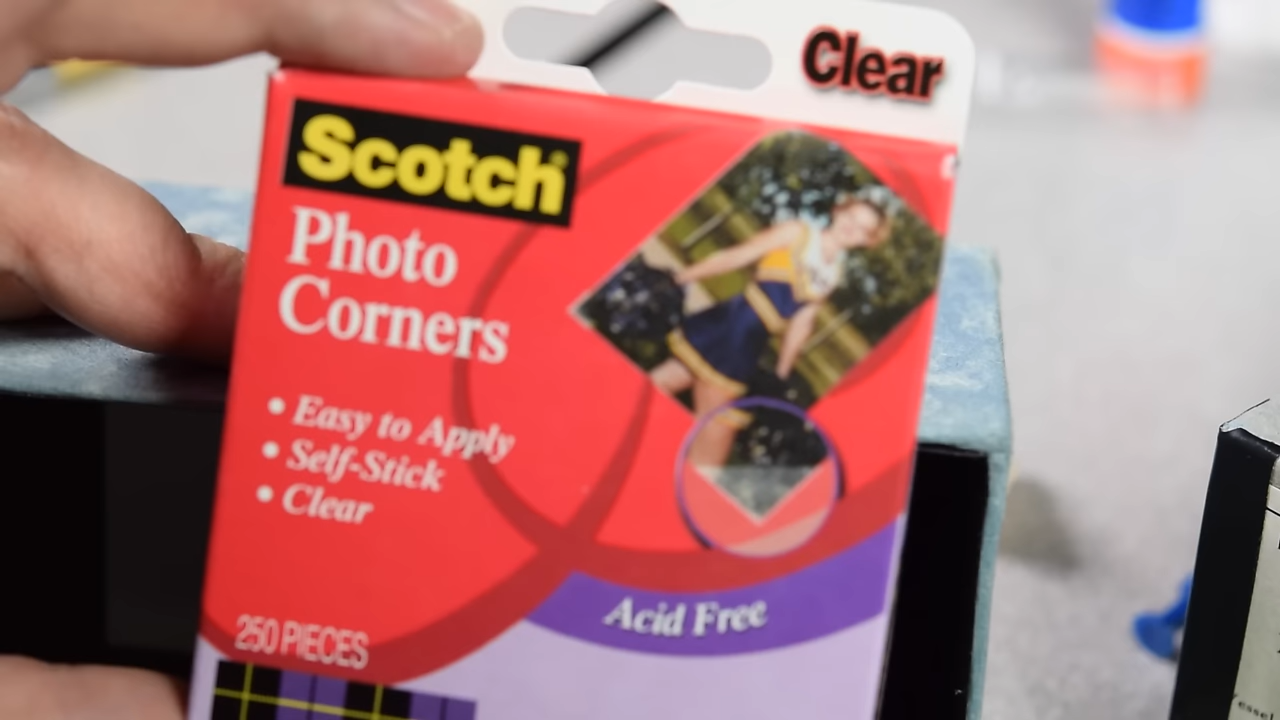 Clear
Scotch
Photo
Corners
• Easy to Apply
• Self-Stick
• Clear
Acid Free
250 PIECES